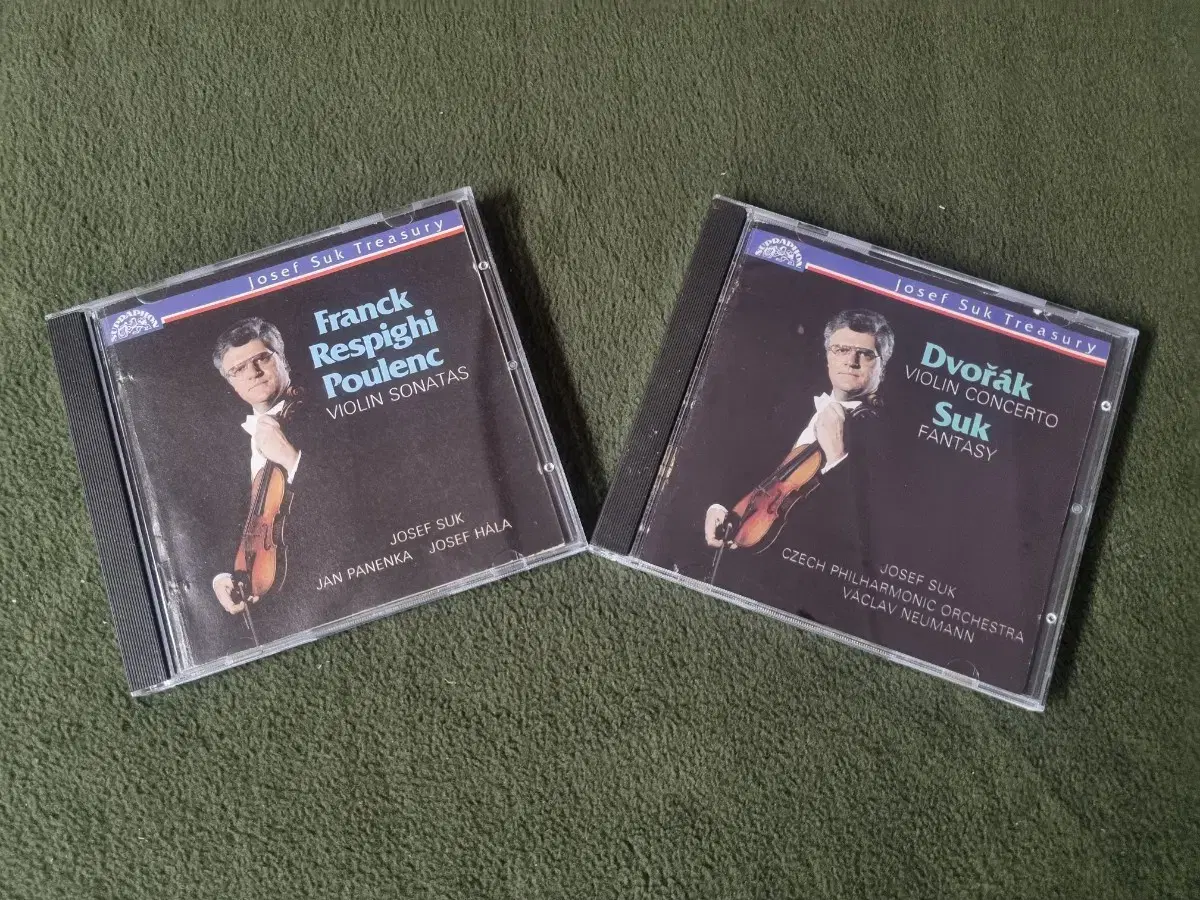 SUPRAPHON
Josef Suk Treasury
Franck
Respighi
Poulenc
VIOLIN SONATAS
JOSEF SUK
JAN PANENKA JOSEF HÁLA
SUPRAPHON
Josef Suk Treasury
Dvořák
VIOLIN CONCERTO
Suk
FANTASY
JOSEF SUK
CZECH PHILHARMONIC ORCHESTRA
VÁCLAV NEUMANN